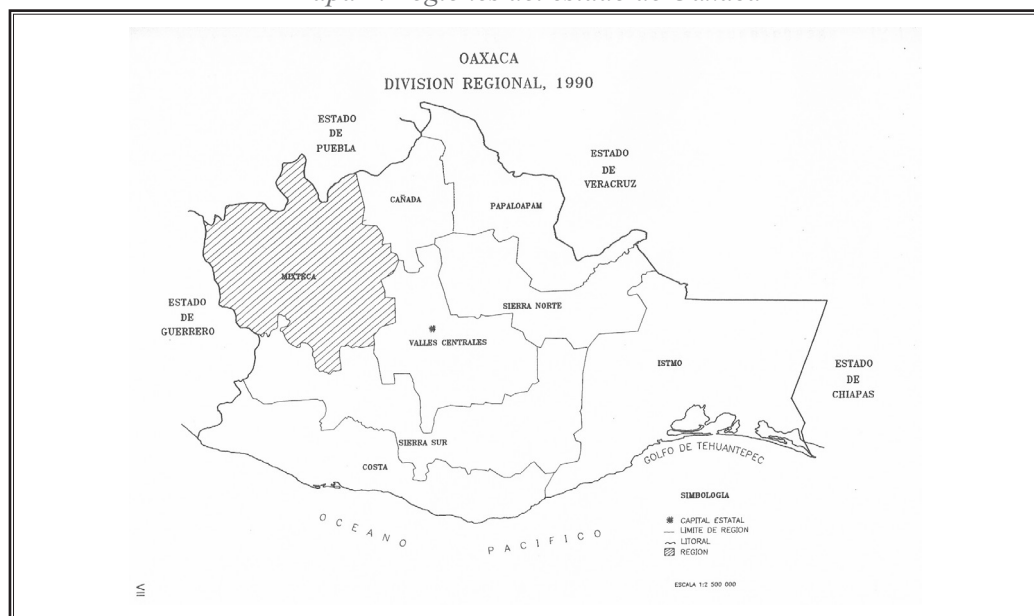 OAXACA
DIVISION REGIONAL, 1990
ESTADO
DE
PUEBLA
ESTADO
DE
VERACRUZ
CAÑADA
PAPALOAPAM
MIXTECA
ESTADO
DE
GUERRERO
SIERRA NORTE
VALLES CENTRALES
ISTMO
ESTADO
DE
CHIAPAS
SIERRA SUR
COSTA
GOLFO DE TEHUANTEPEC
OCEANO PACIFICO
SIMBOLOGIA
CAPITAL ESTATAL
LIMITE DE REGION
LITORAL
REGION
ESCALA 1:2 500 000
VII